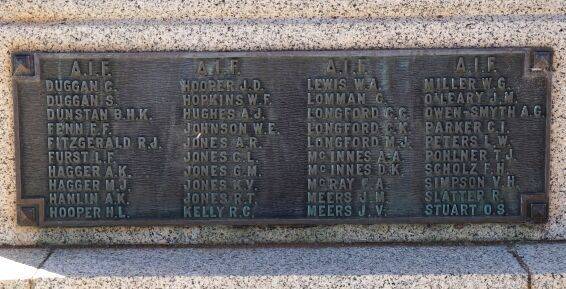 A.I.F.
DUGGAN C.
DUGGAN S.
DUNSTAN B.H.K.
FENN F.F.
FITZGERALD R.J.
FURST L.F.
HAGGER A.K.
HAGGER M.J.
HANLIN A.K.
HOOPER H.L.
A.I.F.
HOOPER J.D.
HOPKINS W.F.
HUGHES A.J.
JOHNSON W.E.
JONES A.R.
JONES C.L.
JONES G.M.
JONES K.V.
JONES R.T.
KELLY R.C.
A.I.F.
LEWIS W.A.
LOMMAN C.
LONGFORD C.C.
LONGFORD C.K.
LONGFORD M.J.
McINNES A.A.
McINNES D.K.
McRAY F.A.
MEERS J.M.
MEERS J.V.
A.I.F.
MILLER W.G.
O'LEARY J.M.
OWEN-SMYTH A.G.
PARKER C.I.
PETERS L.W.
POHLNER T.J.
SCHOLZ F.H.
SIMPSON V.H.
SLATTER R.
STUART O.S.